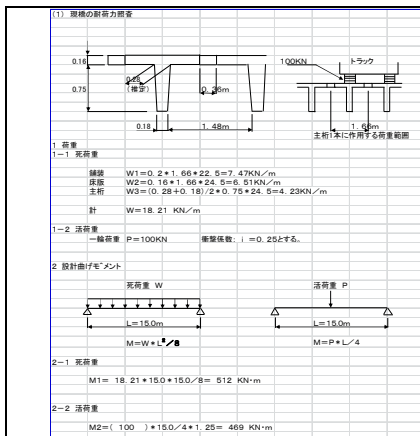 (1) 現橋の耐荷力照査
0.16
0.75
0.28
(推定)
0.36m
0.18
1.48m
100KN
トラック
1.66m
主桁1本に作用する荷重範囲
1 荷重
1-1 死荷重
舗装 W1=0.2*1.66*22.5=7.47KN/m
床版 W2=0.16*1.66*24.5=6.51KN/m
主桁 W3=(0.28+0.18)/2*0.75*24.5=4.23KN/m
計 W=18.21 KN/m
1-2 活荷重
一輪荷重 P=100KN 衝撃係数; i =0.25とする。
2 設計曲げモーメント
死荷重 W
活荷重 P
L=15.0m
L=15.0m
M=W*L²/8
M=P*L/4
2-1 死荷重
M1= 18.21*15.0*15.0/8= 512 KN・m
2-2 活荷重
M2=( 100 )*15.0/4*1.25= 469 KN・m